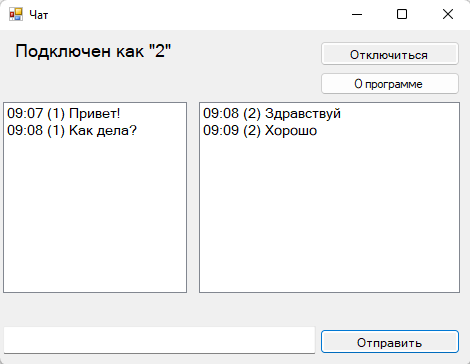 Чат
Подключен как "2"
Отключиться
О программе
09:07 (1) Привет!
09:08 (1) Как дела?
09:08 (2) Здравствуй
09:09 (2) Хорошо
Отправить